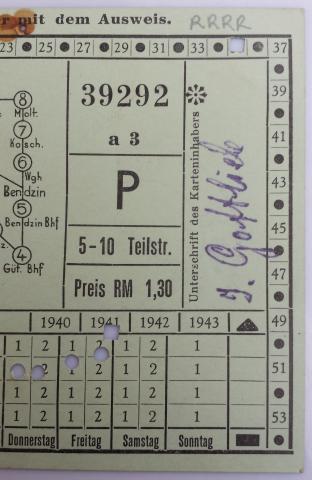 r mit dem Ausweis. RRRR
23 25 27 29 31 33 37
39
41
43
45
47
49
51
53
8
Molt.
7
Kosch.
6
Wgh
Bendzin
5
Bendzin Bhf
z.
4
Güt. Bhf
39292
a 3
P
5-10 Teilstr.
Preis RM 1,30
Unterschrift des Karteninhabers
J. Gottlieb
1940 1941 1942 1943
1 2 1 2 1 2 1
2 1 2 1 2 1
1 2 1 2 1 2 1
1 2 1 2 1 2 1
Donnerstag Freitag Samstag Sonntag